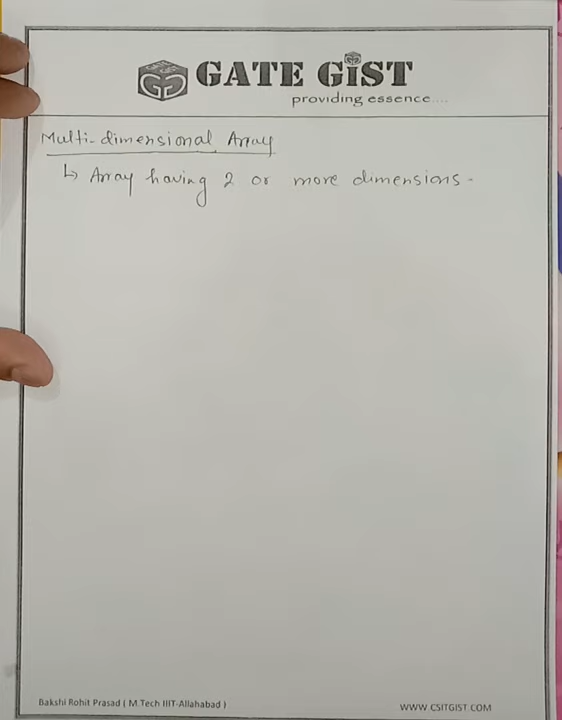 GATE GiST
providing essence....
Multi-dimensional Array
↳ Array having 2 or more dimensions -
Bakshi Rohit Prasad ( M.Tech IIIT-Allahabad )
WWW.CSITGIST.COM